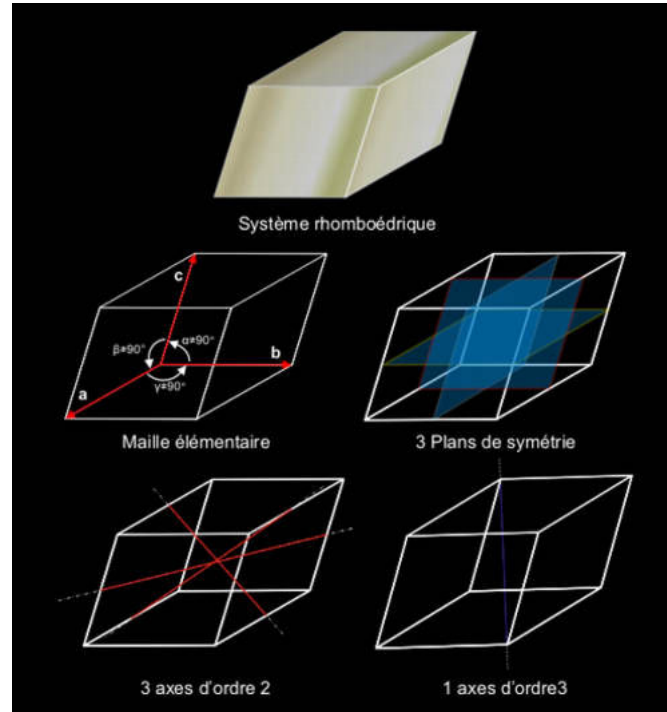 Système rhomboédrique
c
β≠90°
α≠90°
b
a
γ≠90°
Maille élémentaire
3 Plans de symétrie
3 axes d'ordre 2
1 axes d'ordre3